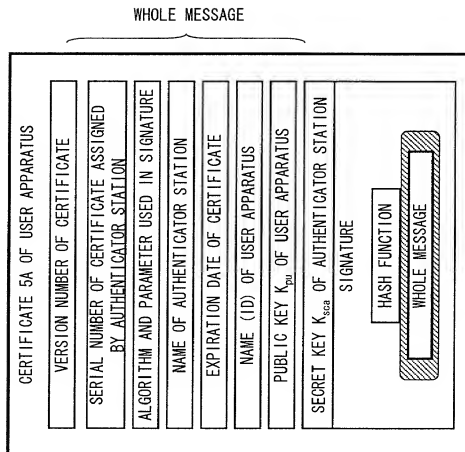 WHOLE MESSAGE
CERTIFICATE 5A OF USER APPARATUS
VERSION NUMBER OF CERTIFICATE
SERIAL NUMBER OF CERTIFICATE ASSIGNED
BY AUTHENTICATOR STATION
ALGORITHM AND PARAMETER USED IN SIGNATURE
NAME OF AUTHENTICATOR STATION
EXPIRATION DATE OF CERTIFICATE
NAME (ID) OF USER APPARATUS
PUBLIC KEY Kpu OF USER APPARATUS
SECRET KEY Ksca OF AUTHENTICATOR STATION
SIGNATURE
HASH FUNCTION
WHOLE MESSAGE